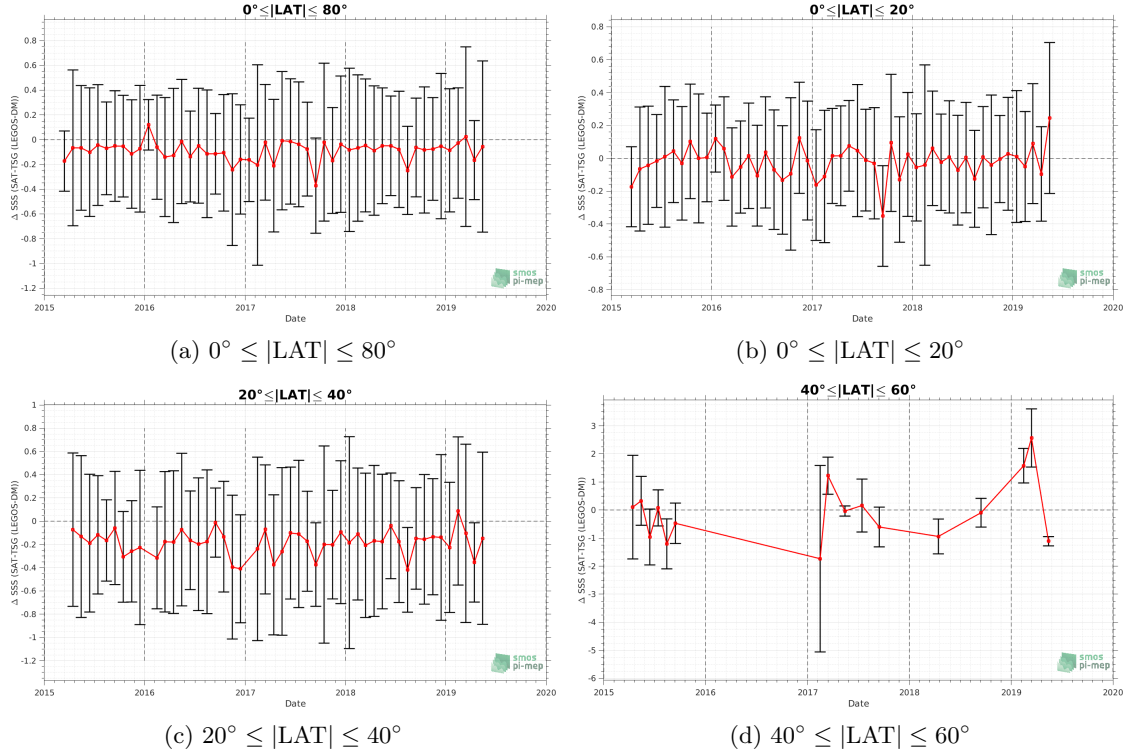 0°≤|LAT|≤ 80°
Δ SSS (SAT-TSG (LEGOS-DM))
0.8
0.6
0.4
0.2
0
-0.2
-0.4
-0.6
-0.8
-1
-1.2
2015 2016 2017 2018 2019 2020
Date
smos
pi-mep
(a) 0° ≤ |LAT| ≤ 80°
0°≤|LAT|≤ 20°
Δ SSS (SAT-TSG (LEGOS-DM))
0.8
0.6
0.4
0.2
0
-0.2
-0.4
-0.6
-0.8
2015 2016 2017 2018 2019 2020
Date
smos
pi-mep
(b) 0° ≤ |LAT| ≤ 20°
20°≤|LAT|≤ 40°
Δ SSS (SAT-TSG (LEGOS-DM))
1
0.8
0.6
0.4
0.2
0
-0.2
-0.4
-0.6
-0.8
-1
-1.2
2015 2016 2017 2018 2019 2020
Date
smos
pi-mep
(c) 20° ≤ |LAT| ≤ 40°
40°≤|LAT|≤ 60°
Δ SSS (SAT-TSG (LEGOS-DM))
3
2
1
0
-1
-2
-3
-4
-5
-6
2015 2016 2017 2018 2019 2020
Date
smos
pi-mep
(d) 40° ≤ |LAT| ≤ 60°